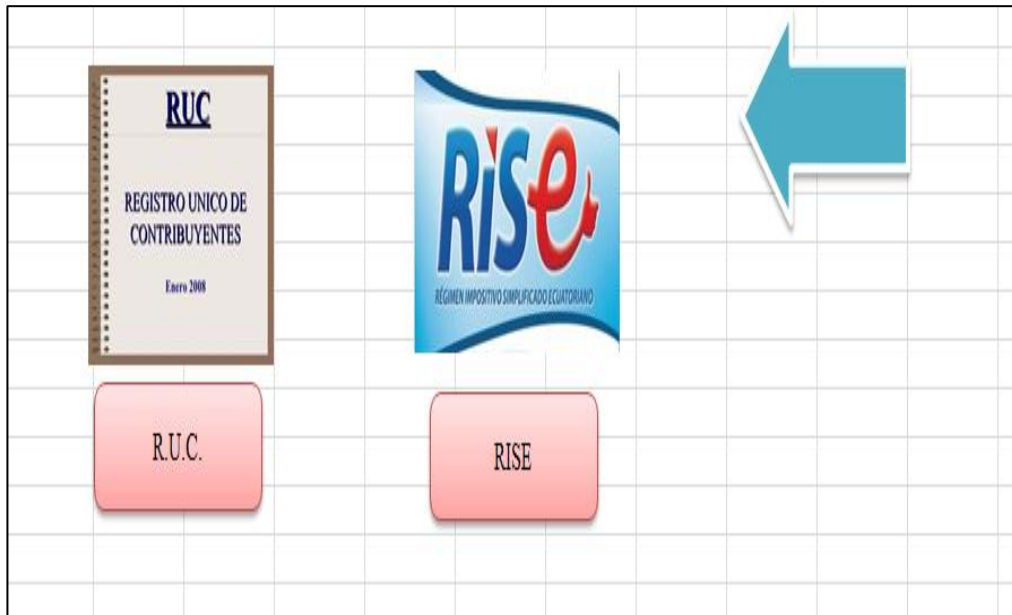 RUC
REGISTRO UNICO DE
CONTRIBUYENTES
Enero 2008
RiSe
RÉGIMEN IMPOSITIVO SIMPLIFICADO ECUATORIANO
R.U.C.
RISE